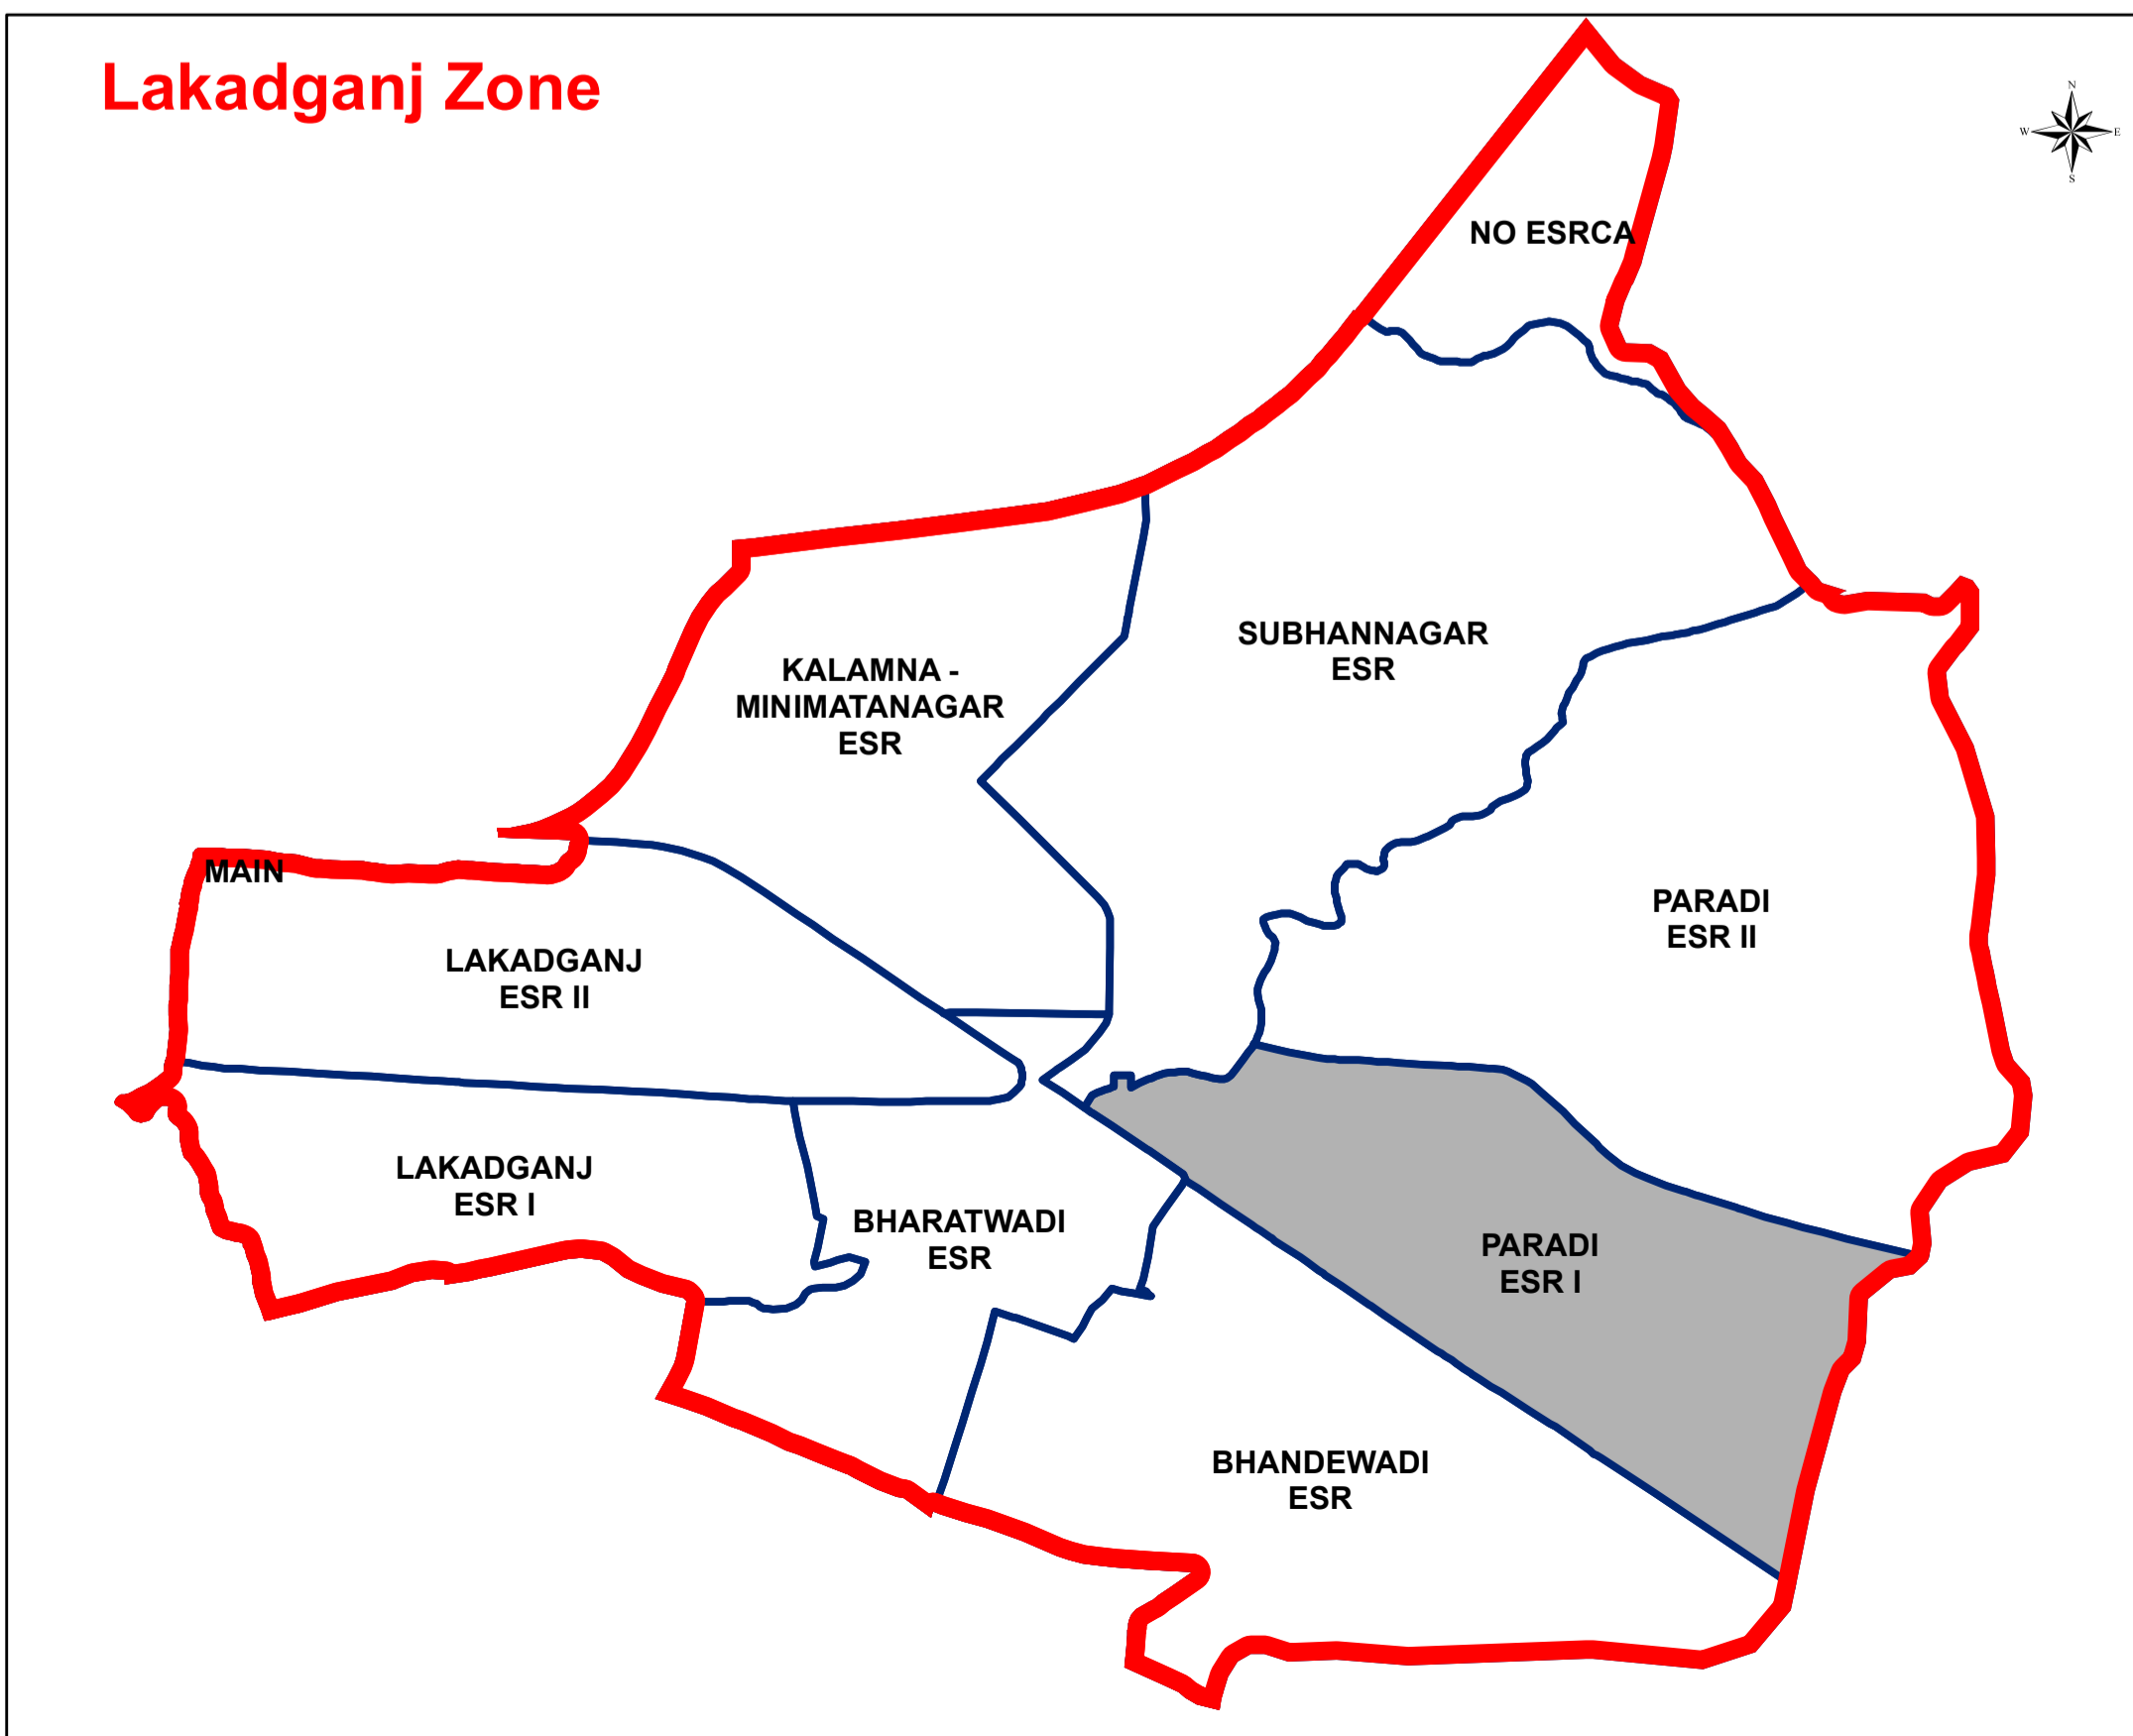 Lakadganj Zone
N
W E
S
NO ESRCA
SUBHANNAGAR
ESR
KALAMNA -
MINIMATANAGAR
ESR
MAIN
PARADI
ESR II
LAKADGANJ
ESR II
LAKADGANJ
ESR I
BHARATWADI
ESR
PARADI
ESR I
BHANDEWADI
ESR